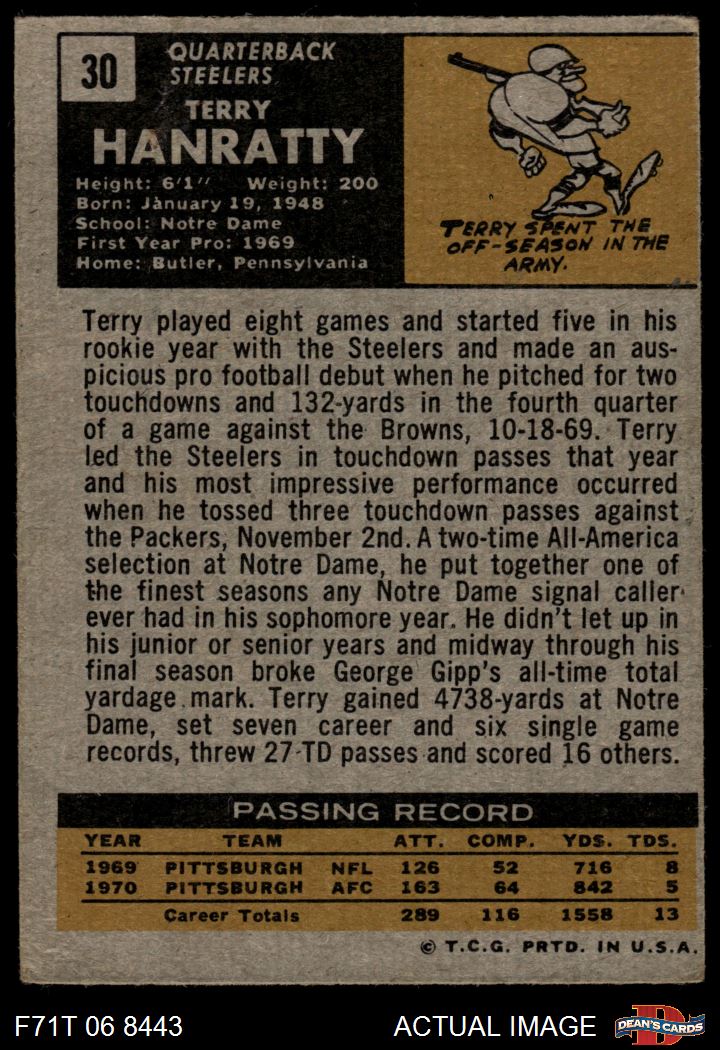 30
QUARTERBACK
STEELERS
TERRY
HANRATTY
Height: 6'1" Weight: 200
Born: January 19, 1948
School: Notre Dame
First Year Pro: 1969
Home: Butler, Pennsylvania
TERRY SPENT THE
OFF-SEASON IN THE
ARMY.
Terry played eight games and started five in his
rookie year with the Steelers and made an aus-
picious pro football debut when he pitched for two
touchdowns and 132-yards in the fourth quarter
of a game against the Browns, 10-18-69. Terry
led the Steelers in touchdown passes that year
and his most impressive performance occurred
when he tossed three touchdown passes against
the Packers, November 2nd. A two-time All-America
selection at Notre Dame, he put together one of
the finest seasons any Notre Dame signal caller
ever had in his sophomore year. He didn't let up in
his junior or senior years and midway through his
final season broke George Gipp's all-time total
yardage mark. Terry gained 4738-yards at Notre
Dame, set seven career and six single game
records, threw 27 TD passes and scored 16 others.
PASSING RECORD
YEAR TEAM ATT. COMP. YDS. TDS.
1969 PITTSBURGH NFL 126 52 716 8
1970 PITTSBURGH AFC 163 64 842 5
Career Totals 289 116 1558 13
© T.C.G. PRTD. IN U.S.A.
F71T 06 8443
ACTUAL IMAGE
DEAN'S CARDS